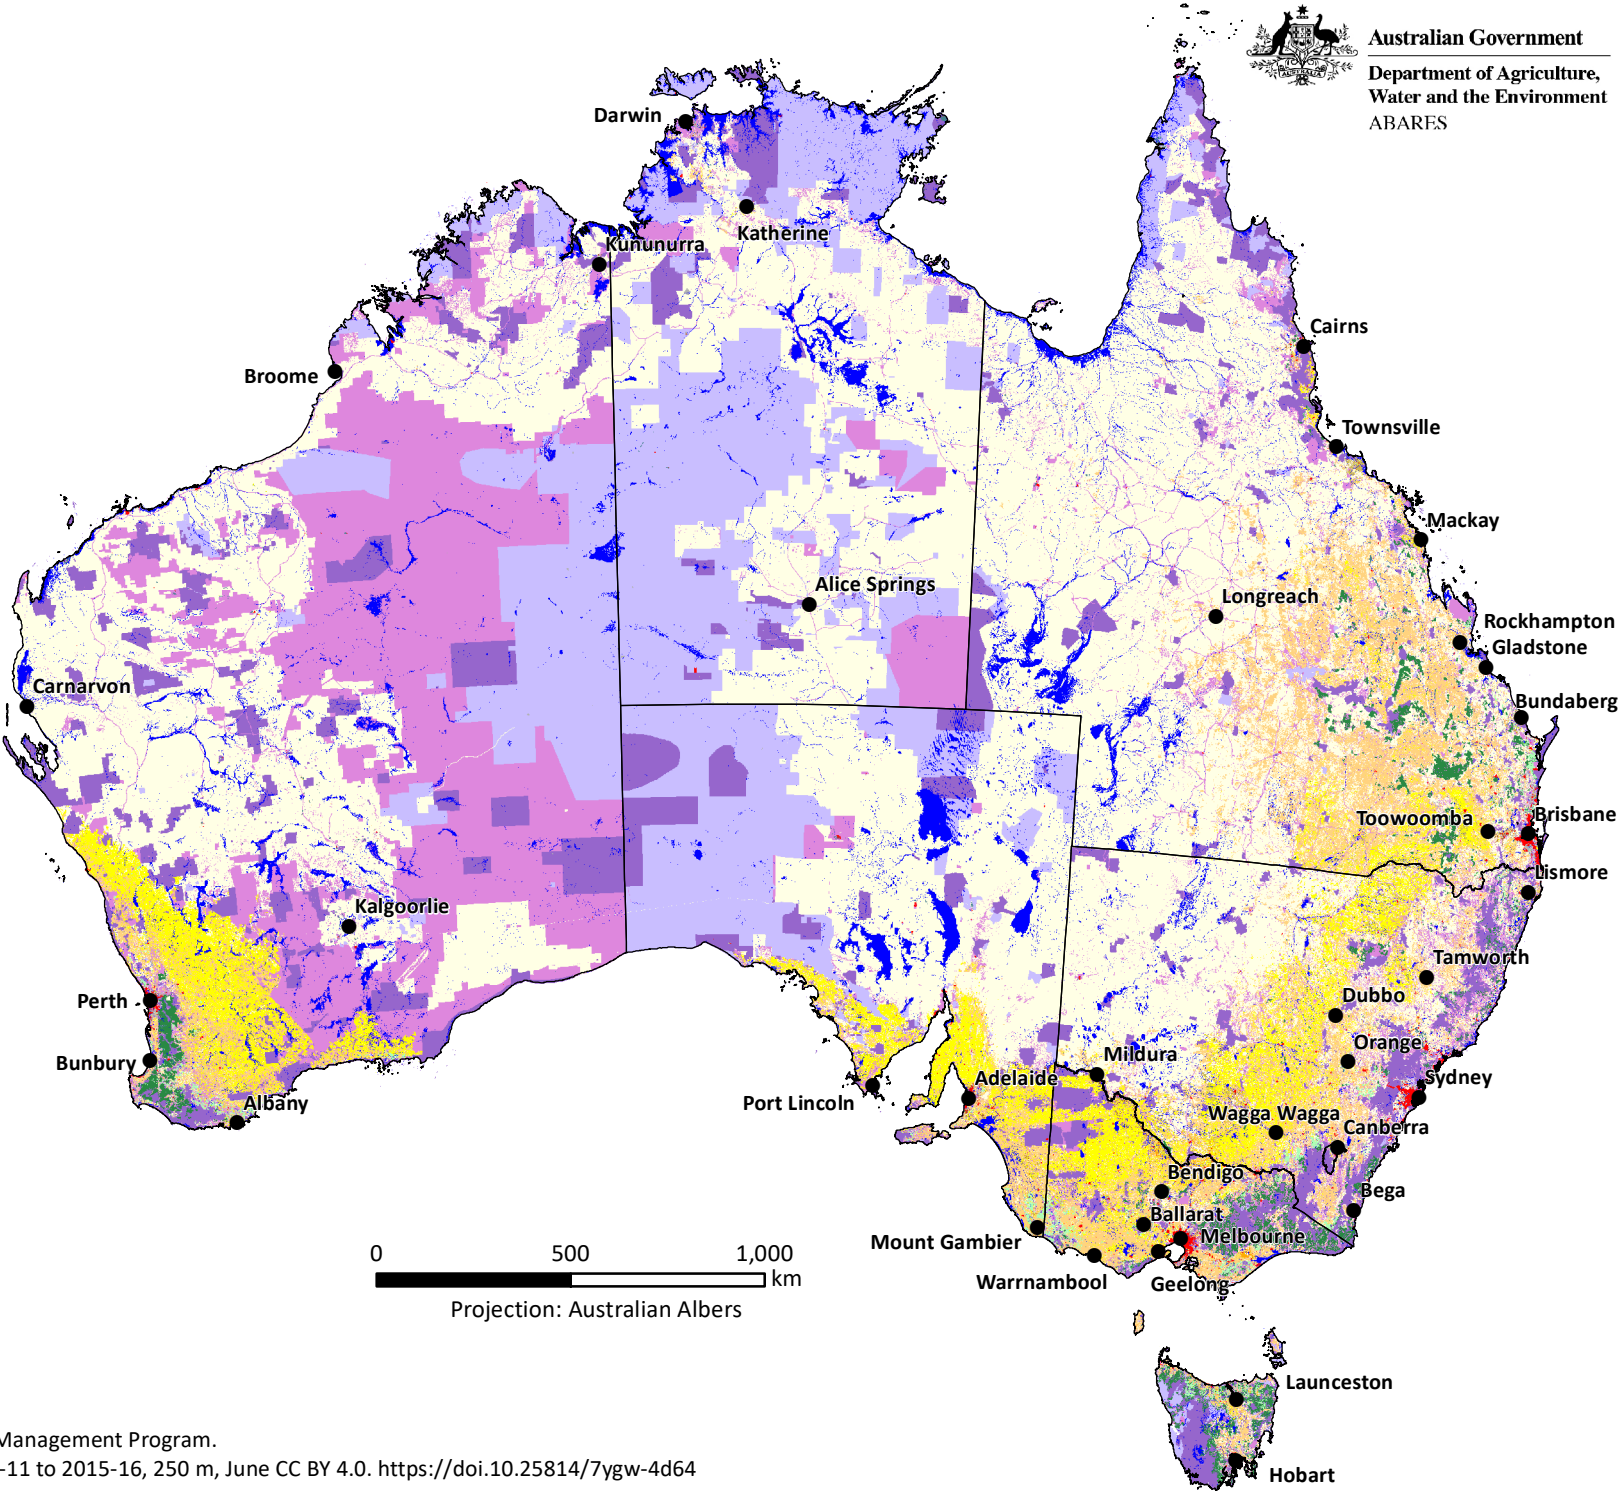 Australian Government
Department of Agriculture,
Water and the Environment
ABARES
Darwin
Katherine
Kununurra
Cairns
Broome
Townsville
Mackay
Alice Springs
Longreach
Rockhampton
Gladstone
Carnarvon
Bundaberg
Toowoomba
Brisbane
Lismore
Kalgoorlie
Tamworth
Perth
Dubbo
Orange
Bunbury
Mildura
Adelaide
Sydney
Albany
Port Lincoln
Wagga Wagga
Canberra
Bendigo
Bega
Ballarat
Mount Gambier
Melbourne
0 500 1,000
km
Warrnambool
Geelong
Projection: Australian Albers
Launceston
Management Program.
-11 to 2015-16, 250 m, June CC BY 4.0. https://doi.org/10.25814/7ygw-4d64
Hobart